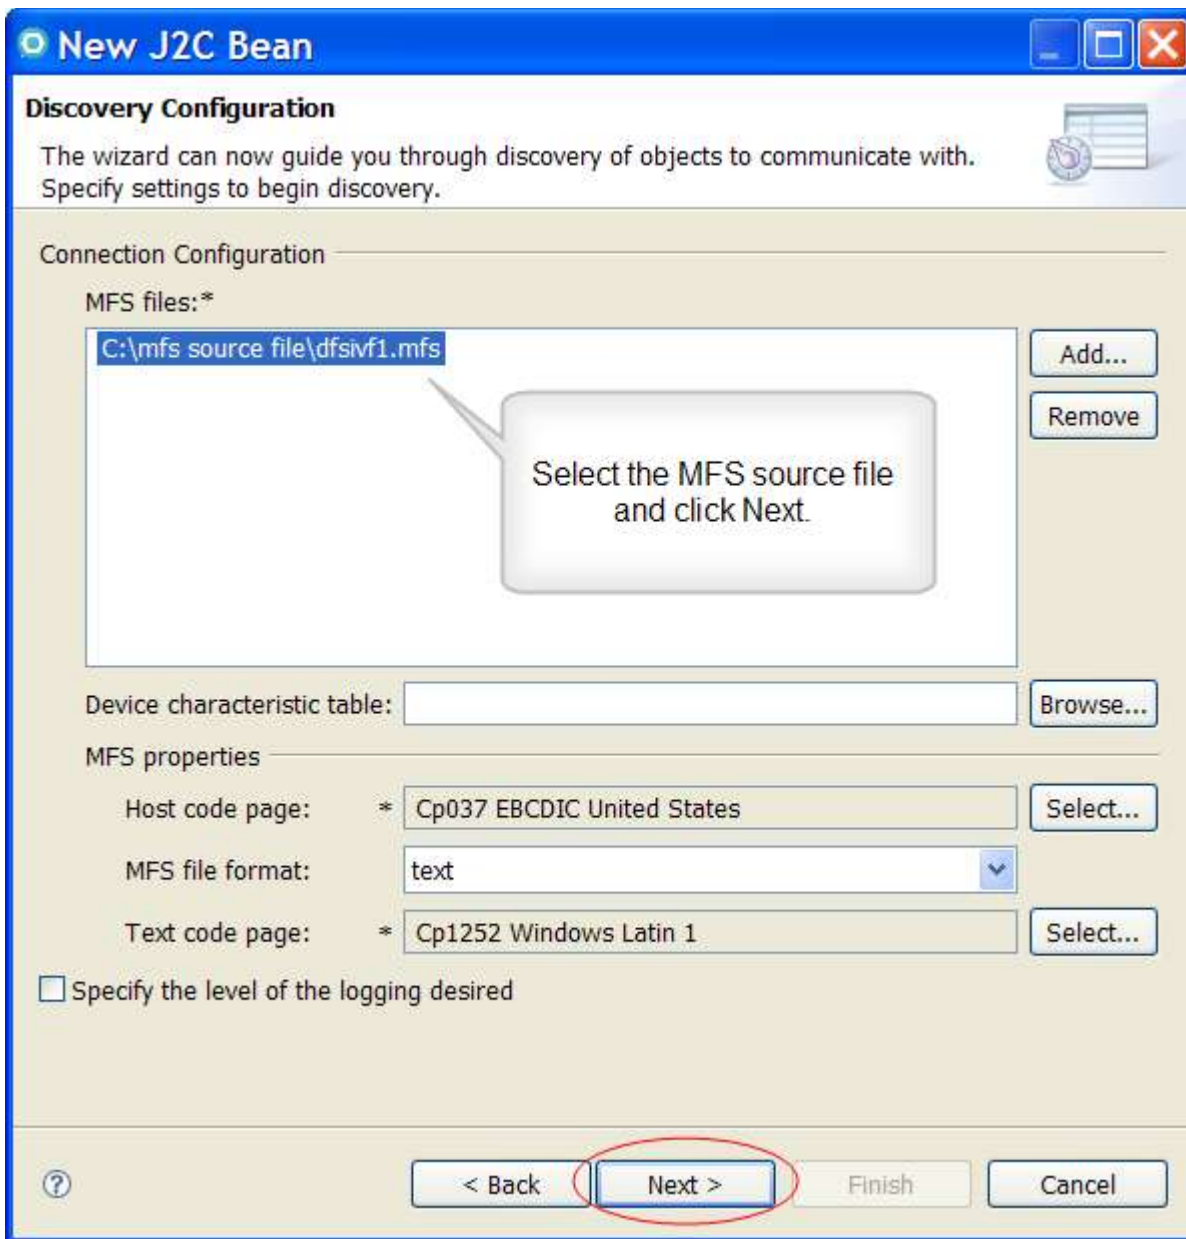 New J2C Bean
Discovery Configuration
The wizard can now guide you through discovery of objects to communicate with.
Specify settings to begin discovery.
Connection Configuration
MFS files:*
C:\mfs source file\dfsivf1.mfs
Add...
Remove
Select the MFS source file
and click Next.
Device characteristic table:
Browse...
MFS properties
Host code page: * Cp037 EBCDIC United States Select...
MFS file format: text
Text code page: * Cp1252 Windows Latin 1 Select...
Specify the level of the logging desired
? < Back Next > Finish Cancel